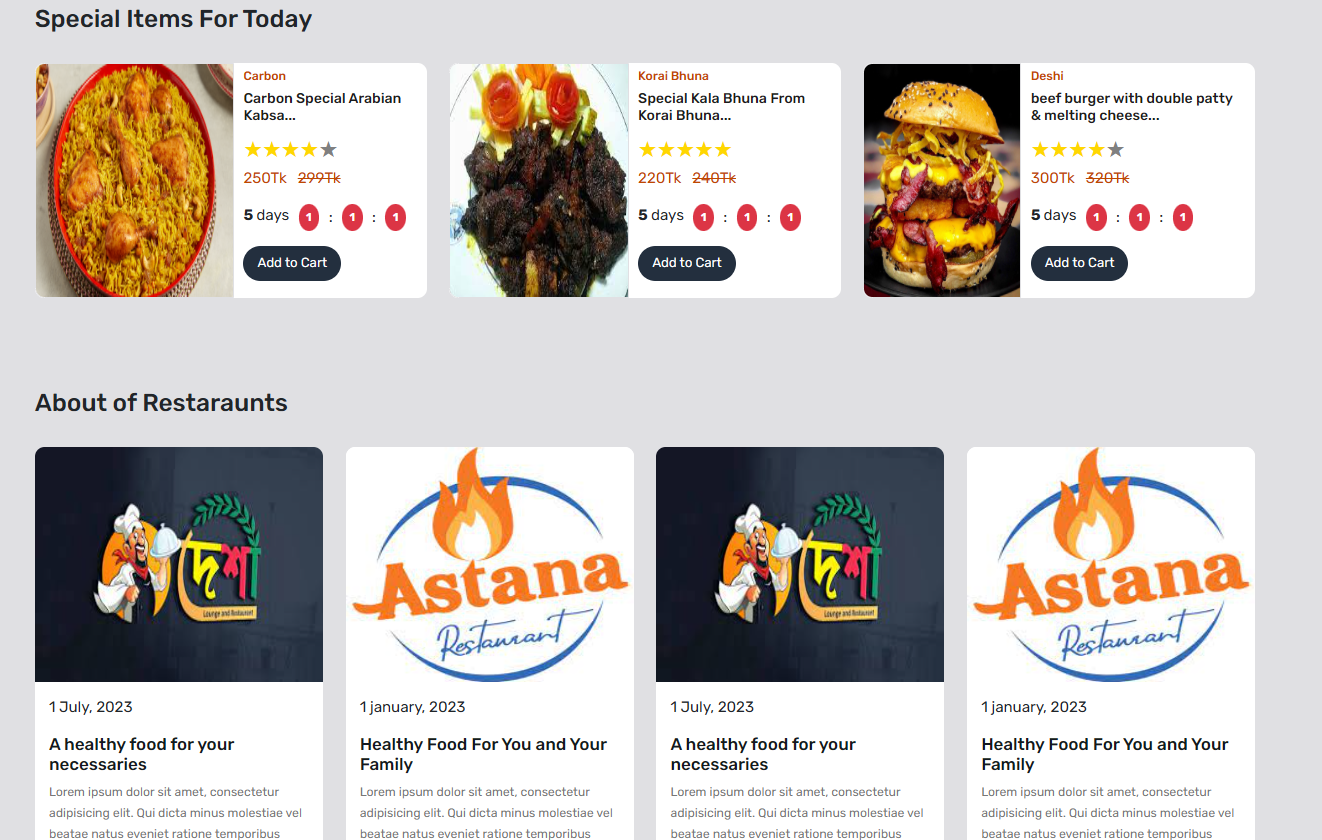 Special Items For Today
Carbon
Carbon Special Arabian
Kabsa...
250Tk 299Tk
5 days 1 : 1 : 1
Add to Cart
Korai Bhuna
Special Kala Bhuna From
Korai Bhuna...
220Tk 240Tk
5 days 1 : 1 : 1
Add to Cart
Deshi
beef burger with double patty
& melting cheese...
300Tk 320Tk
5 days 1 : 1 : 1
Add to Cart
About of Restaraunts
দেশী
Lounge and Restaurant
1 July, 2023
A healthy food for your
necessaries
Lorem ipsum dolor sit amet, consectetur
adipisicing elit. Qui dicta minus molestiae vel
beatae natus eveniet ratione temporibus
Astana
Restaurant
1 january, 2023
Healthy Food For You and Your
Family
Lorem ipsum dolor sit amet, consectetur
adipisicing elit. Qui dicta minus molestiae vel
beatae natus eveniet ratione temporibus
দেশী
Lounge and Restaurant
1 July, 2023
A healthy food for your
necessaries
Lorem ipsum dolor sit amet, consectetur
adipisicing elit. Qui dicta minus molestiae vel
beatae natus eveniet ratione temporibus
Astana
Restaurant
1 january, 2023
Healthy Food For You and Your
Family
Lorem ipsum dolor sit amet, consectetur
adipisicing elit. Qui dicta minus molestiae vel
beatae natus eveniet ratione temporibus